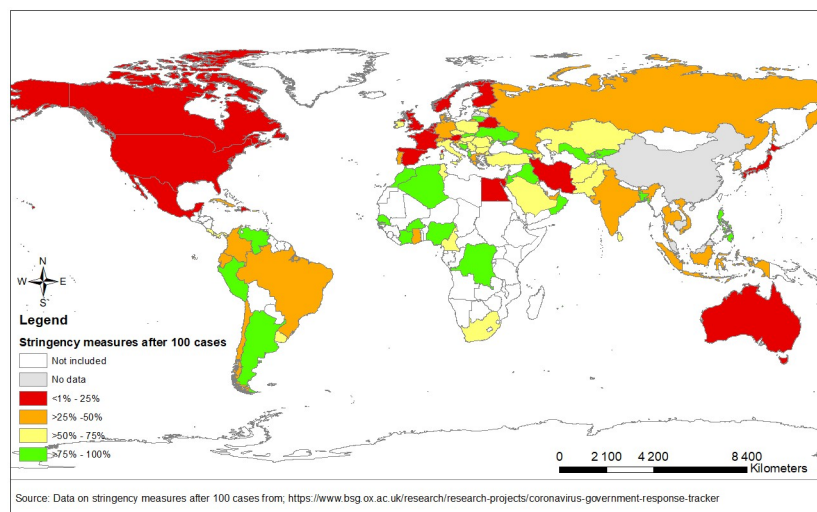 N
W E
S
Legend
Stringency measures after 100 cases
Not included
No data
<1% - 25%
>25% -50%
>50% - 75%
>75% - 100%
0 2 100 4 200 8 400
Kilometers
Source: Data on stringency measures after 100 cases from; https://www.bsg.ox.ac.uk/research/research-projects/coronavirus-government-response-tracker